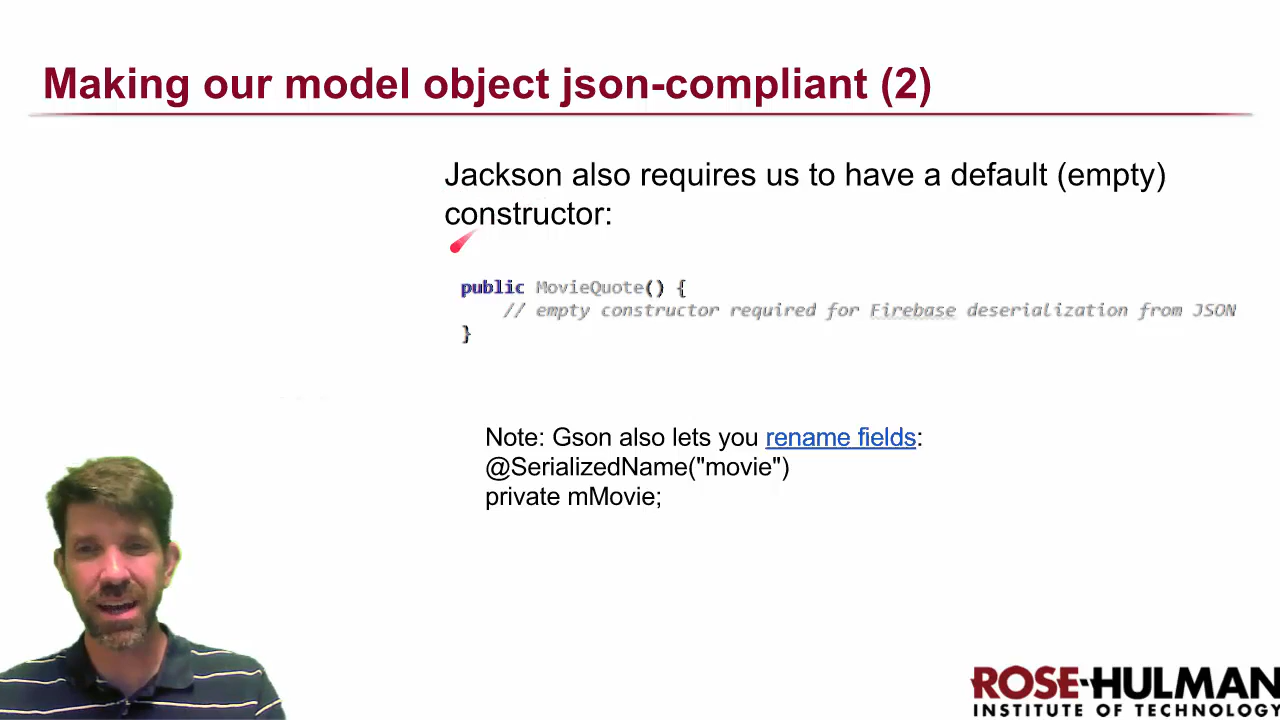 Making our model object json-compliant (2)
Jackson also requires us to have a default (empty)
constructor:
public MovieQuote() {
// empty constructor required for Firebase deserialization from JSON
}
Note: Gson also lets you rename fields:
@SerializedName("movie")
private mMovie;
ROSE-HULMAN
INSTITUTE OF TECHNOLOGY